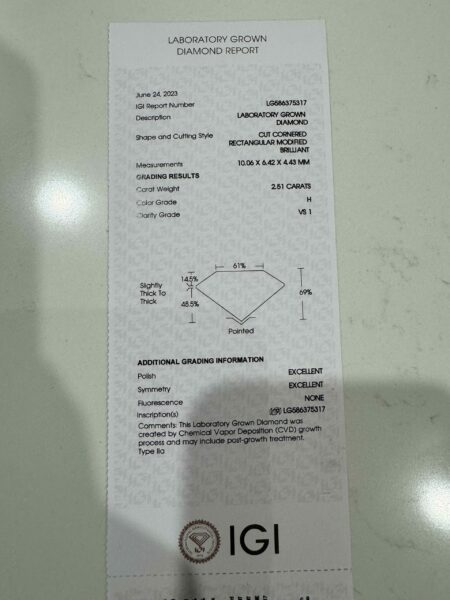 LABORATORY GROWN
DIAMOND REPORT
June 24, 2023
IGI Report Number LG586375317
Description LABORATORY GROWN
DIAMOND
Shape and Cutting Style CUT CORNERED
RECTANGULAR MODIFIED
BRILLIANT
Measurements 10.06 X 6.42 X 4.43 MM
GRADING RESULTS
Carat Weight 2.51 CARATS
Color Grade H
Clarity Grade VS 1
61%
14.5%
Slightly
Thick To
Thick
69%
48.5%
Pointed
ADDITIONAL GRADING INFORMATION
Polish EXCELLENT
Symmetry EXCELLENT
Fluorescence NONE
Inscription(s) LG586375317
Comments: This Laboratory Grown Diamond was
created by Chemical Vapor Deposition (CVD) growth
process and may include post-growth treatment.
Type IIa
IGI